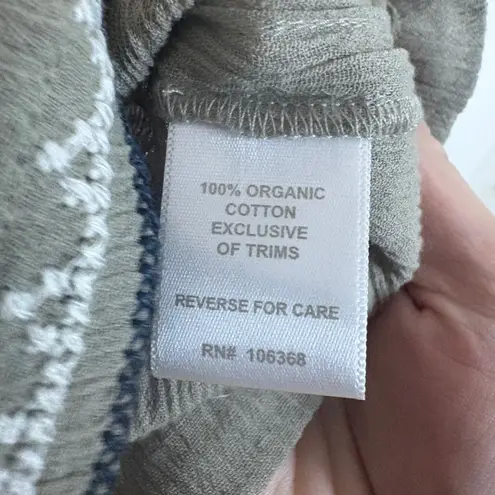 100% ORGANIC
COTTON
EXCLUSIVE
OF TRIMS
REVERSE FOR CARE
RN# 106368